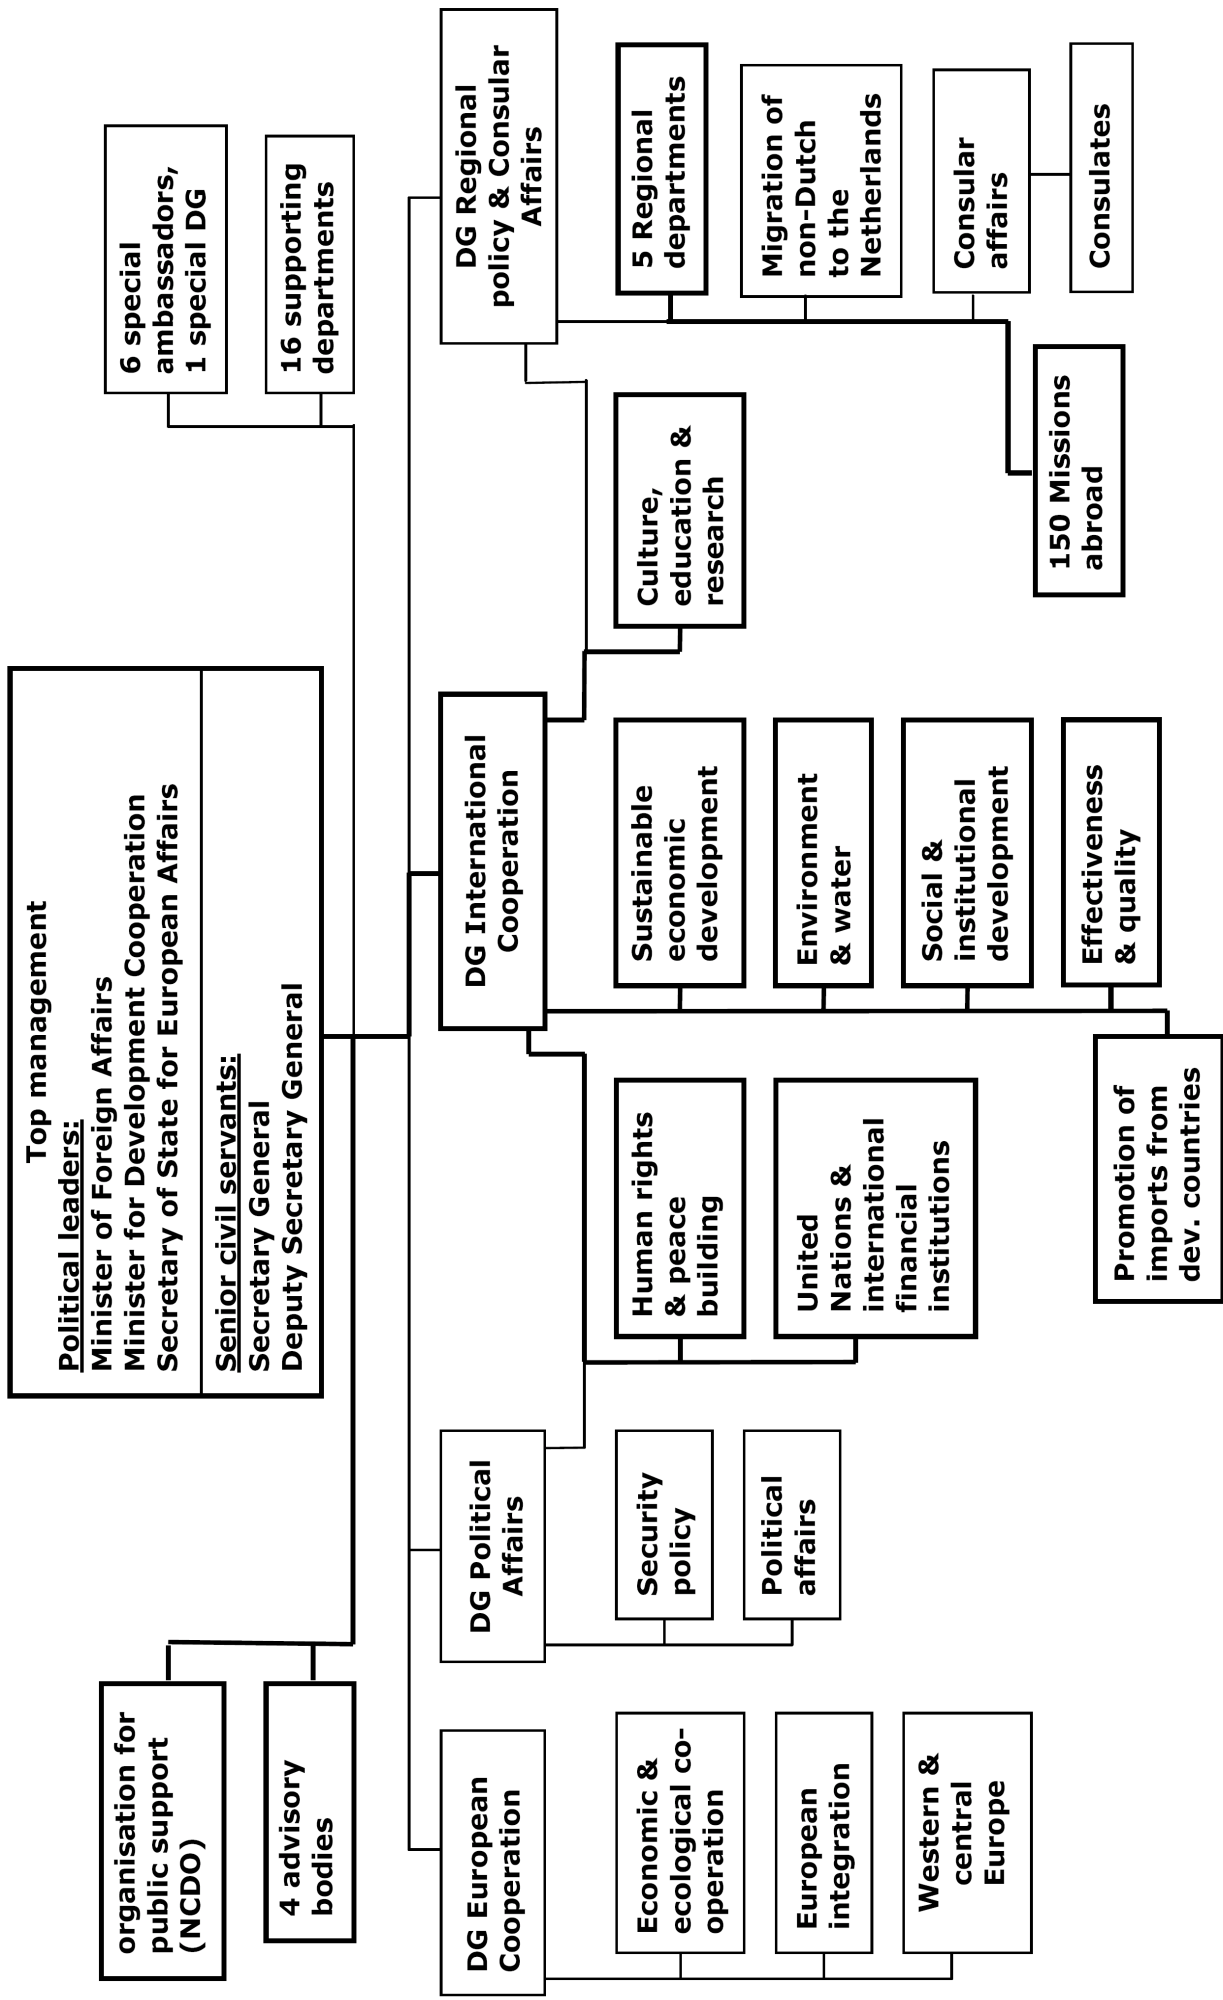 Top management
Political leaders:
Minister of Foreign Affairs
Minister for Development Cooperation
Secretary of State for European Affairs
Senior civil servants:
Secretary General
Deputy Secretary General
organisation for
public support
(NCDO)
4 advisory
bodies
6 special
ambassadors,
1 special DG
16 supporting
departments
DG European
Cooperation
Economic &
ecological co-
operation
European
integration
Western &
central
Europe
DG Political
Affairs
Security
policy
Political
affairs
DG International
Cooperation
Human rights
& peace
building
United
Nations &
international
financial
institutions
Sustainable
economic
development
Environment
& water
Social &
institutional
development
Effectiveness
& quality
Promotion of
imports from
dev. countries
Culture,
education &
research
DG Regional
policy & Consular
Affairs
5 Regional
departments
Migration of
non-Dutch
to the
Netherlands
Consular
affairs
Consulates
150 Missions
abroad